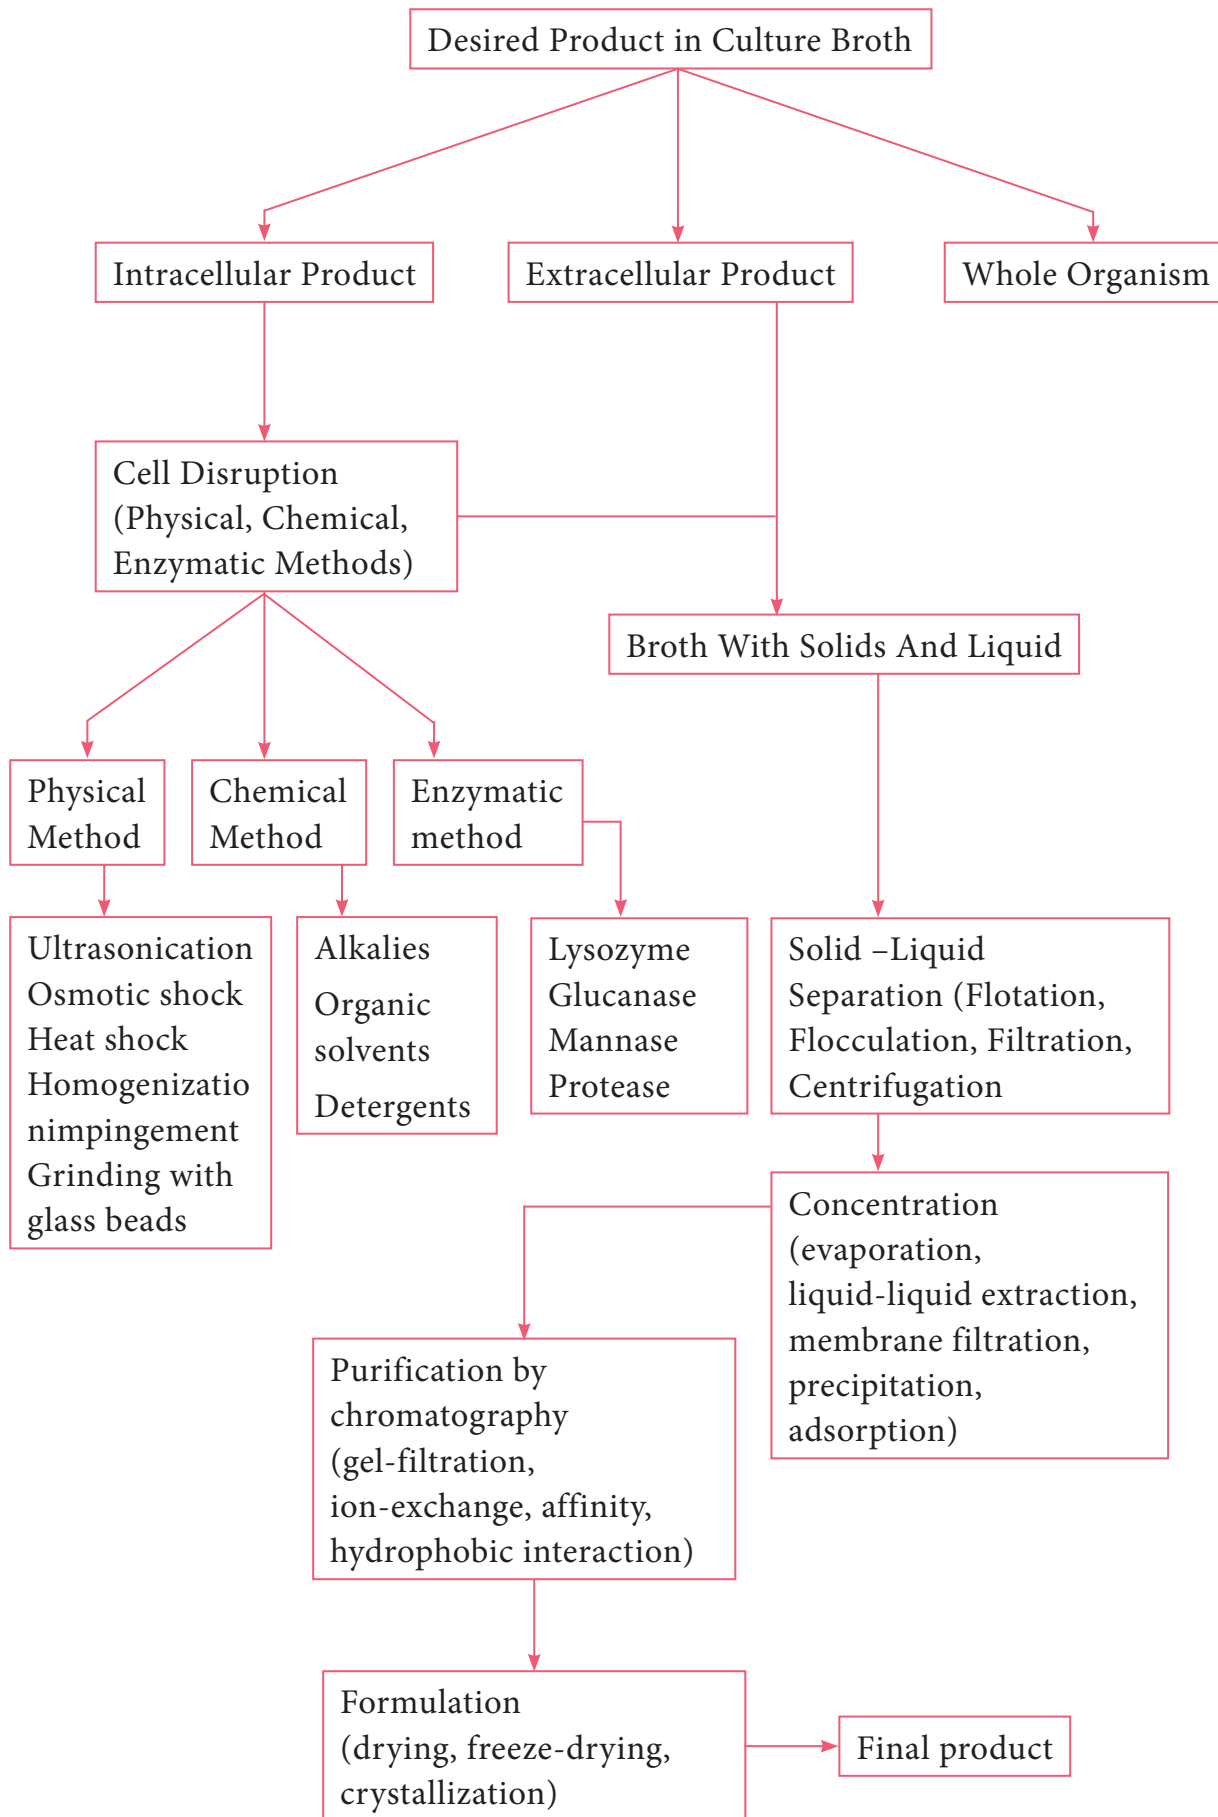 Desired Product in Culture Broth
Intracellular Product
Extracellular Product
Whole Organism
Cell Disruption
(Physical, Chemical,
Enzymatic Methods)
Broth With Solids And Liquid
Physical
Method
Chemical
Method
Enzymatic
method
Ultrasonication
Osmotic shock
Heat shock
Homogenizatio
nimpingement
Grinding with
glass beads
Alkalies
Organic
solvents
Detergents
Lysozyme
Glucanase
Mannase
Protease
Solid –Liquid
Separation (Flotation,
Flocculation, Filtration,
Centrifugation
Concentration
(evaporation,
liquid-liquid extraction,
membrane filtration,
precipitation,
adsorption)
Purification by
chromatography
(gel-filtration,
ion-exchange, affinity,
hydrophobic interaction)
Formulation
(drying, freeze-drying,
crystallization)
Final product